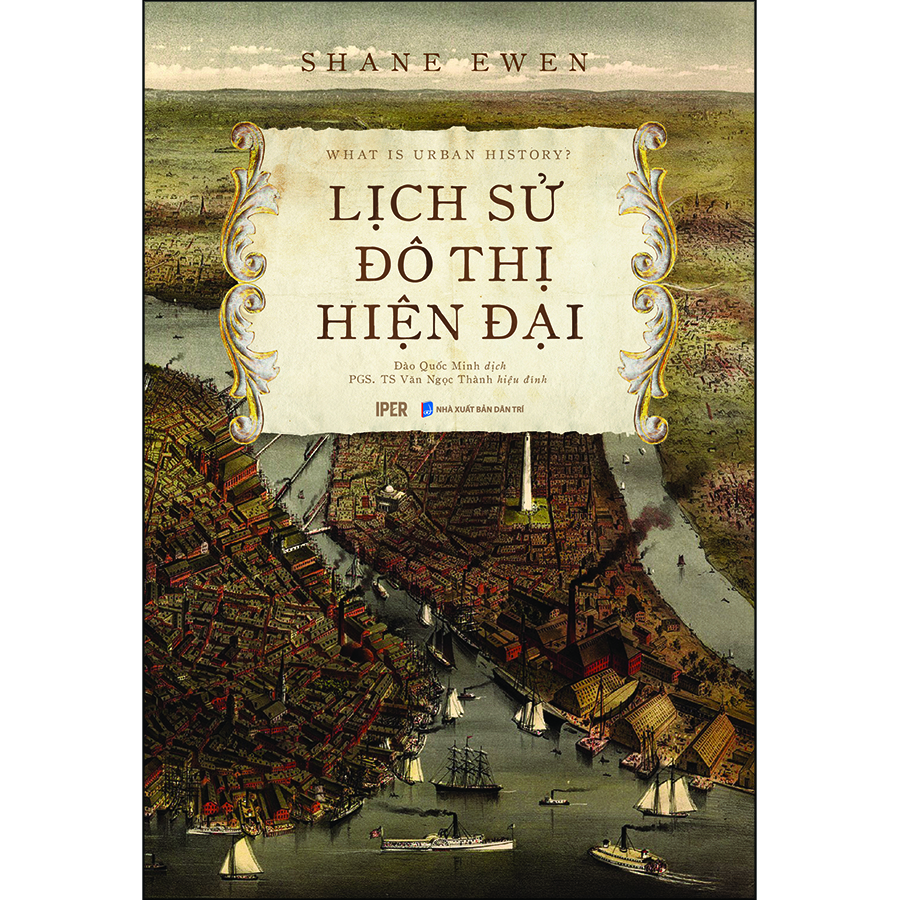 SHANE EWEN
WHAT IS URBAN HISTORY?
LỊCH SỬ
ĐÔ THỊ
HIỆN ĐẠI
Đào Quốc Minh dịch
PGS. TS Văn Ngọc Thành hiệu đính
IPER NHÀ XUẤT BẢN DÂN TRÍ